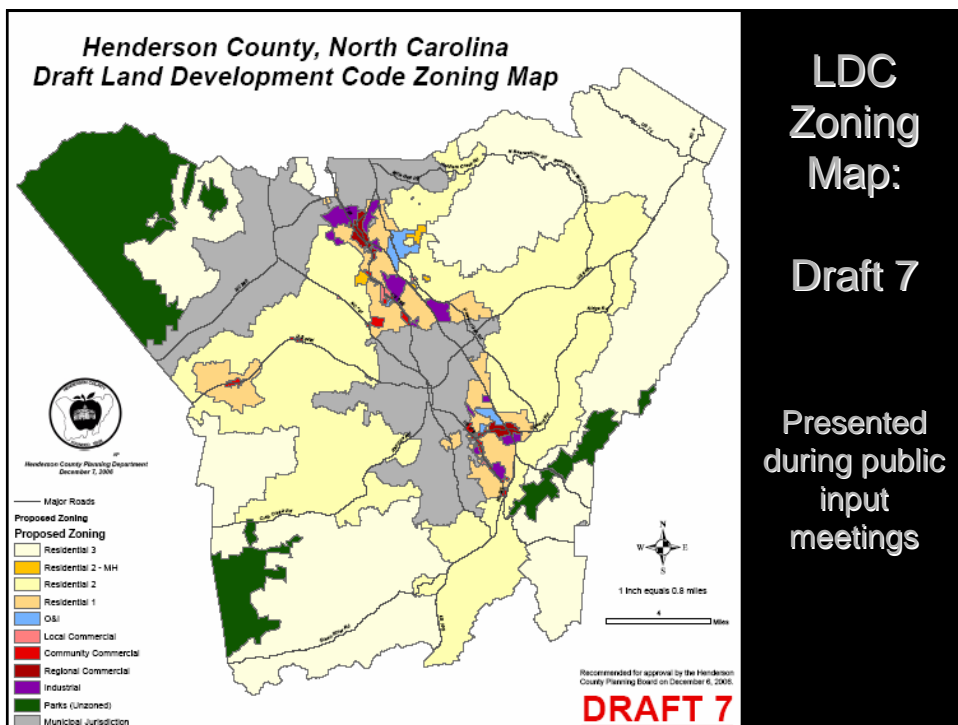 Henderson County, North Carolina
Draft Land Development Code Zoning Map
LDC
Zoning
Map:
Draft 7
Presented
during public
input
meetings
HENDERSON COUNTY
Henderson County Planning Department
December 7, 2006
Major Roads
Proposed Zoning
Proposed Zoning
Residential 3
Residential 2 - MH
Residential 2
Residential 1
O&I
Local Commercial
Community Commercial
Regional Commercial
Industrial
Parks (Unzoned)
Municipal Jurisdiction
N
W E
S
1 Inch equals 0.8 miles
4
Miles
Recommended for approval by the Henderson
County Planning Board on December 6, 2006.
DRAFT 7